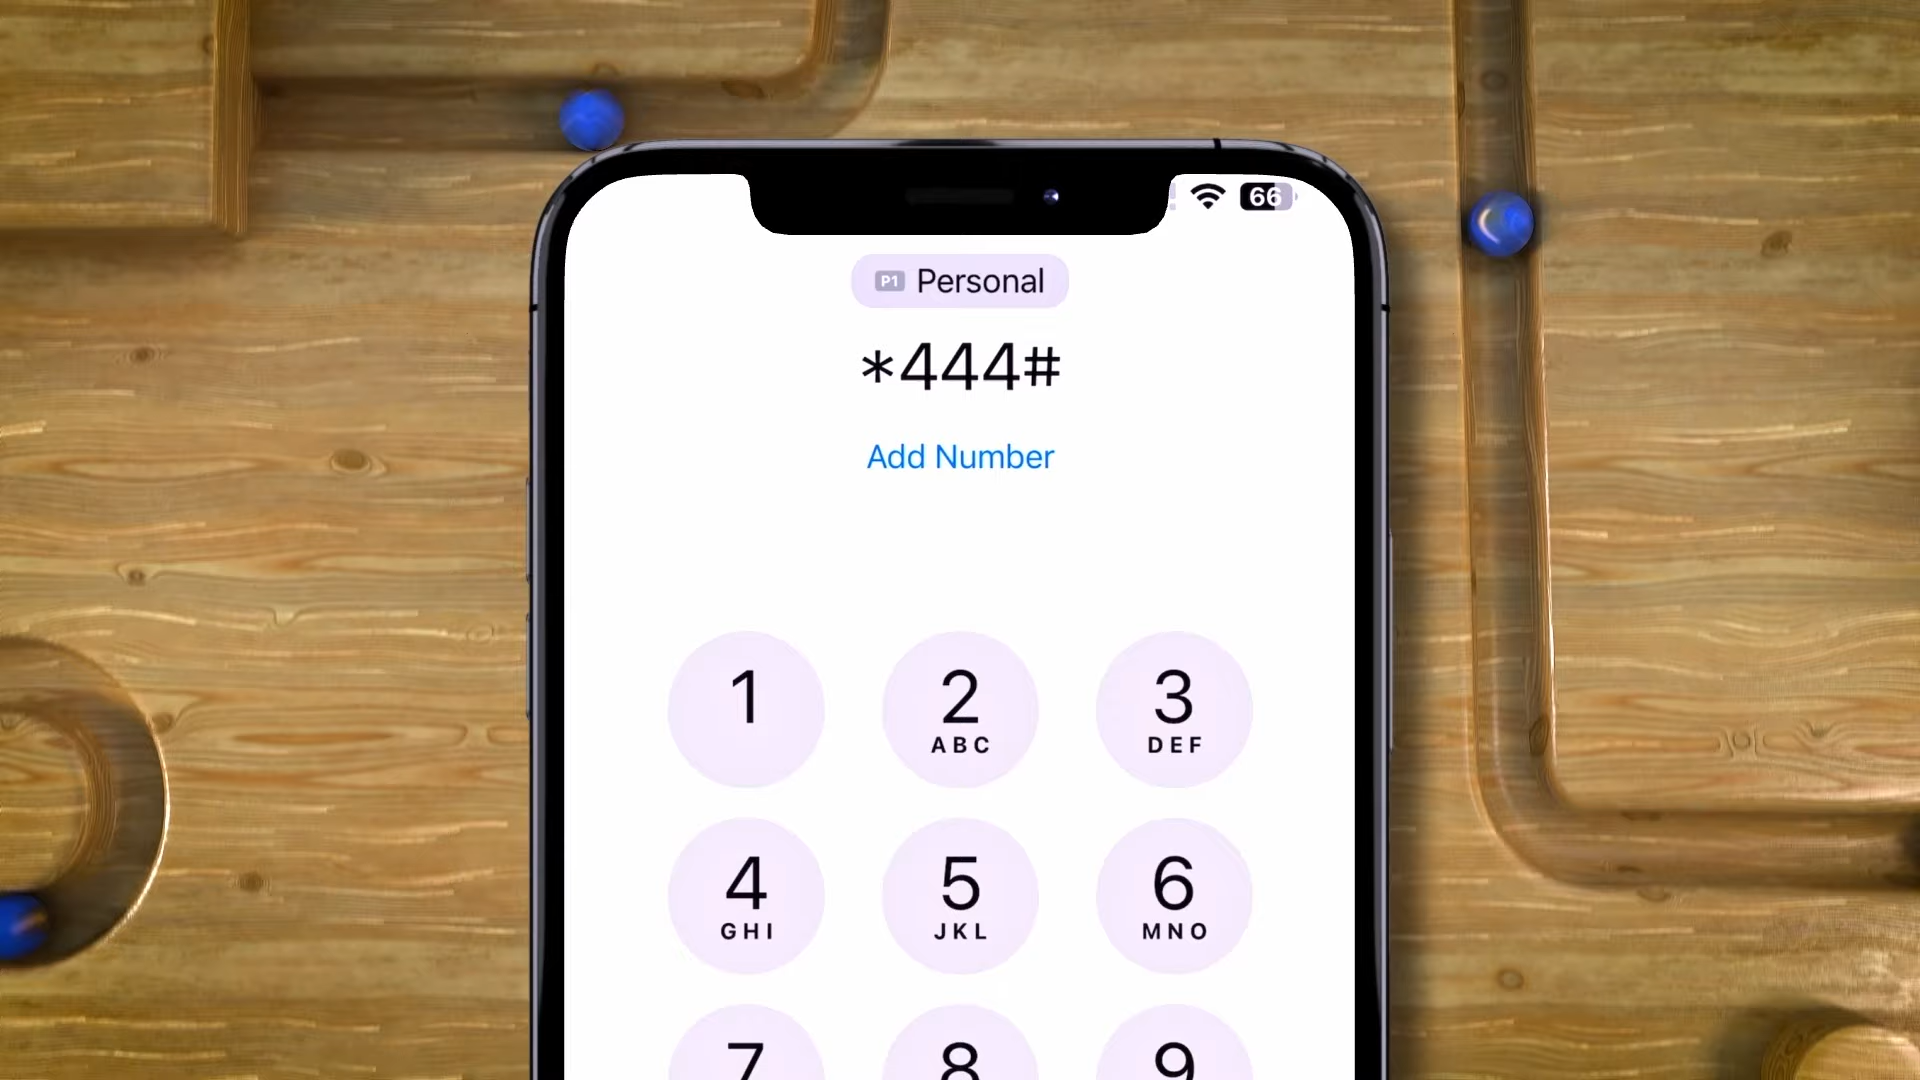 66
P1 Personal
*444#
Add Number
1
2
3
ABC
DEF
4
5
6
GHI
JKL
MNO
7
8
9